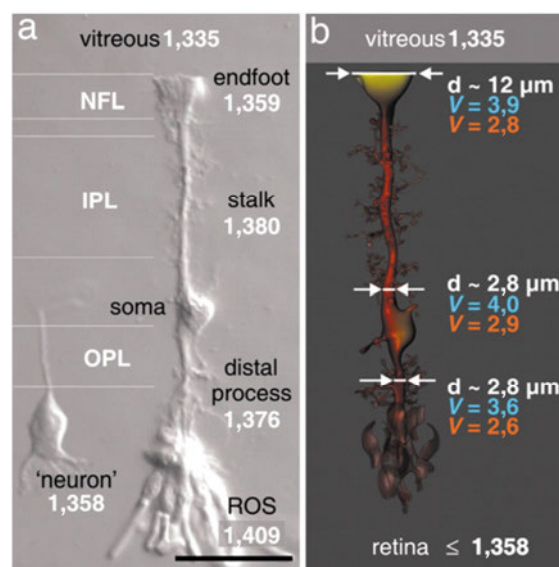 a
vitreous 1,335
NFL
endfoot
1,359
IPL
stalk
1,380
soma
OPL
distal
process
1,376
'neuron'
1,358
ROS
1,409
b
vitreous 1,335
d ~ 12 µm
V = 3,9
V = 2,8
d ~ 2,8 µm
V = 4,0
V = 2,9
d ~ 2,8 µm
V = 3,6
V = 2,6
retina ≤ 1,358